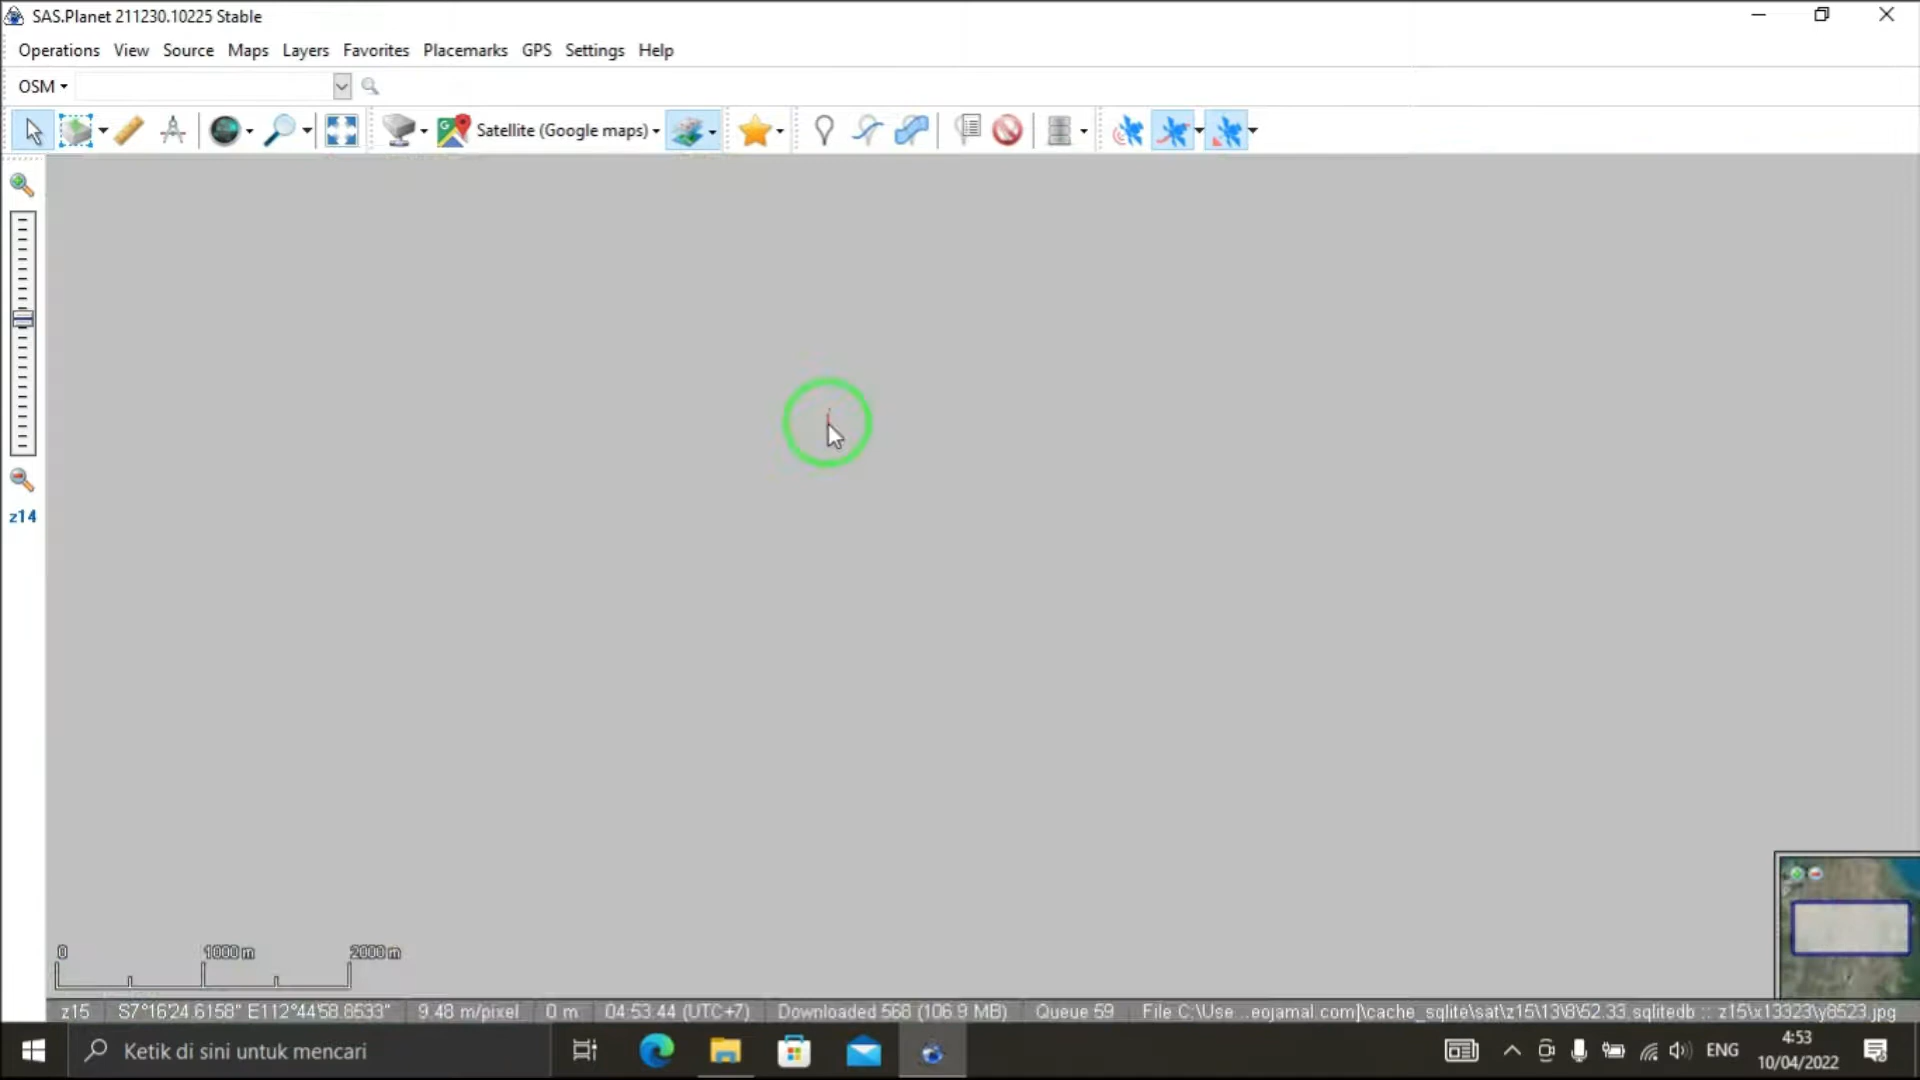 SAS.Planet 211230.10225 Stable
Operations View Source Maps Layers Favorites Placemarks GPS Settings Help
OSM
Satellite (Google maps)
z14
0 1000 m 2000 m
z15 S7°16'24.6158" E112°44'58.8533" 9.48 m/pixel 0 m 04:53:44 (UTC+7) Downloaded 568 (106.9 MB) Queue 59 File C:\Use...eojamal.com]\cache_sqlite\sat\z15\13\8\52.33.sqlitedb :: z15\x13323\y8523.jpg
Ketik di sini untuk mencari
ENG
4:53
10/04/2022